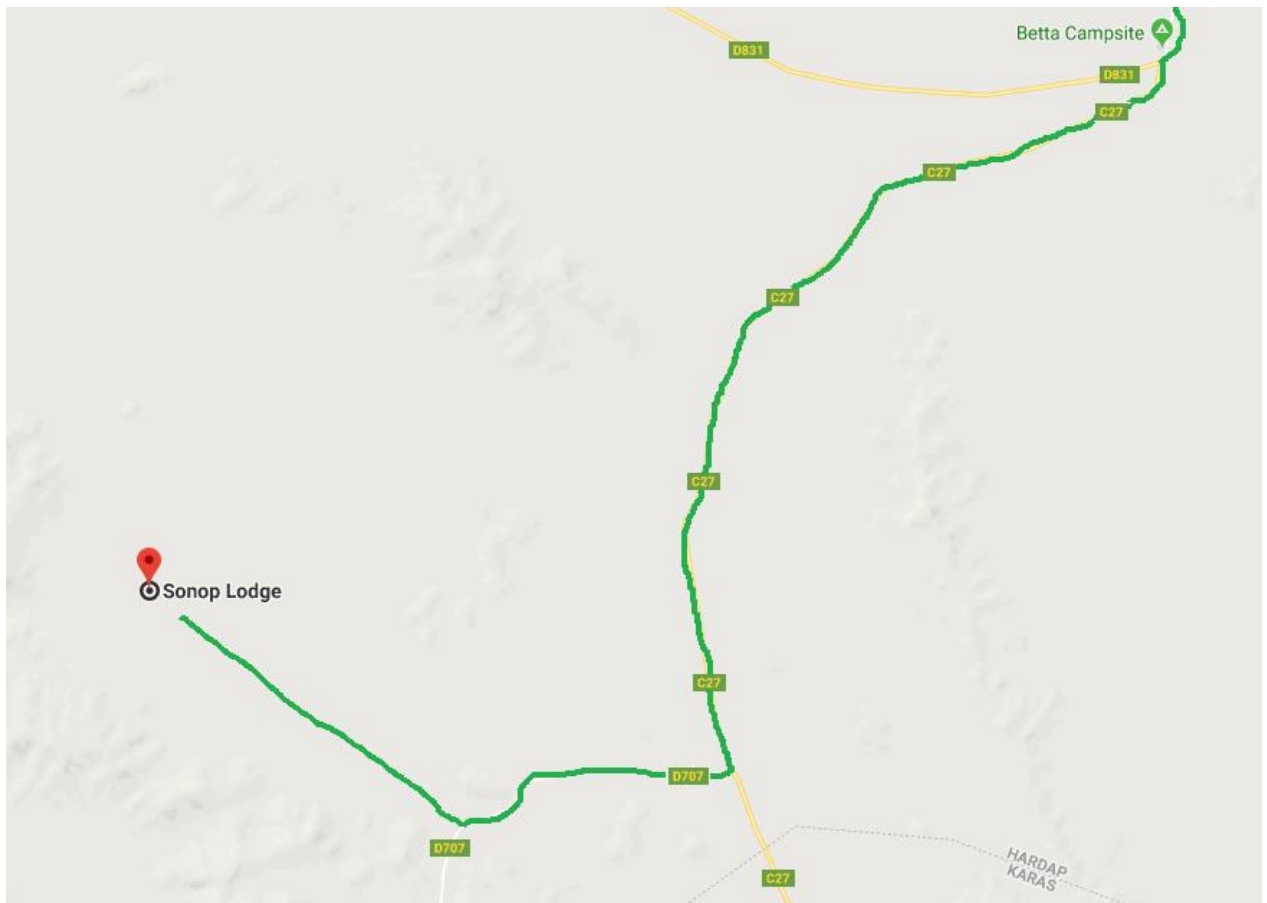 Betta Campsite
D831
D831
C27
C27
C27
C27
Sonop Lodge
C27
D707
D707
HARDAP
KARAS
C27